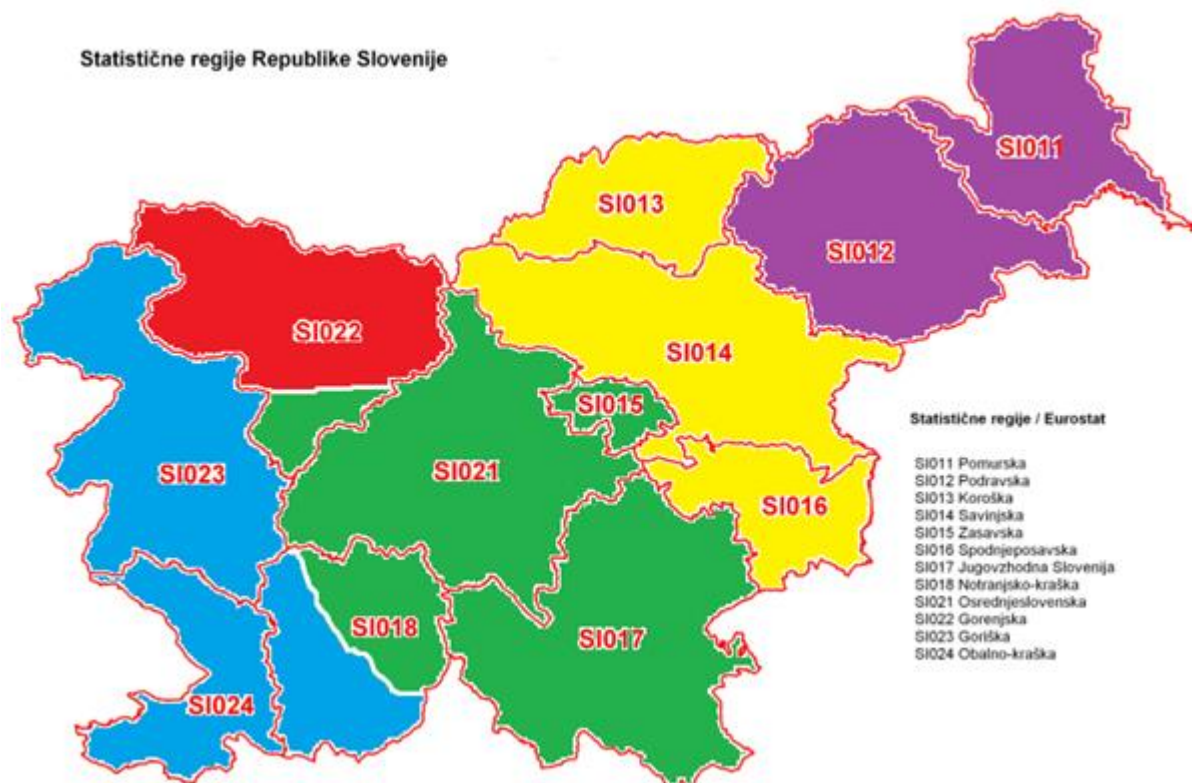 Statistične regije Republike Slovenije
SI011
SI013
SI012
SI022
SI014
SI015
SI023
SI021
SI016
SI018
SI017
SI024
Statistične regije / Eurostat
SI011 Pomurska
SI012 Podravska
SI013 Koroška
SI014 Savinjska
SI015 Zasavska
SI016 Spodnjeposavska
SI017 Jugovzhodna Slovenija
SI018 Notranjsko-kraška
SI021 Osrednjeslovenska
SI022 Gorenjska
SI023 Goriška
SI024 Obalno-kraška